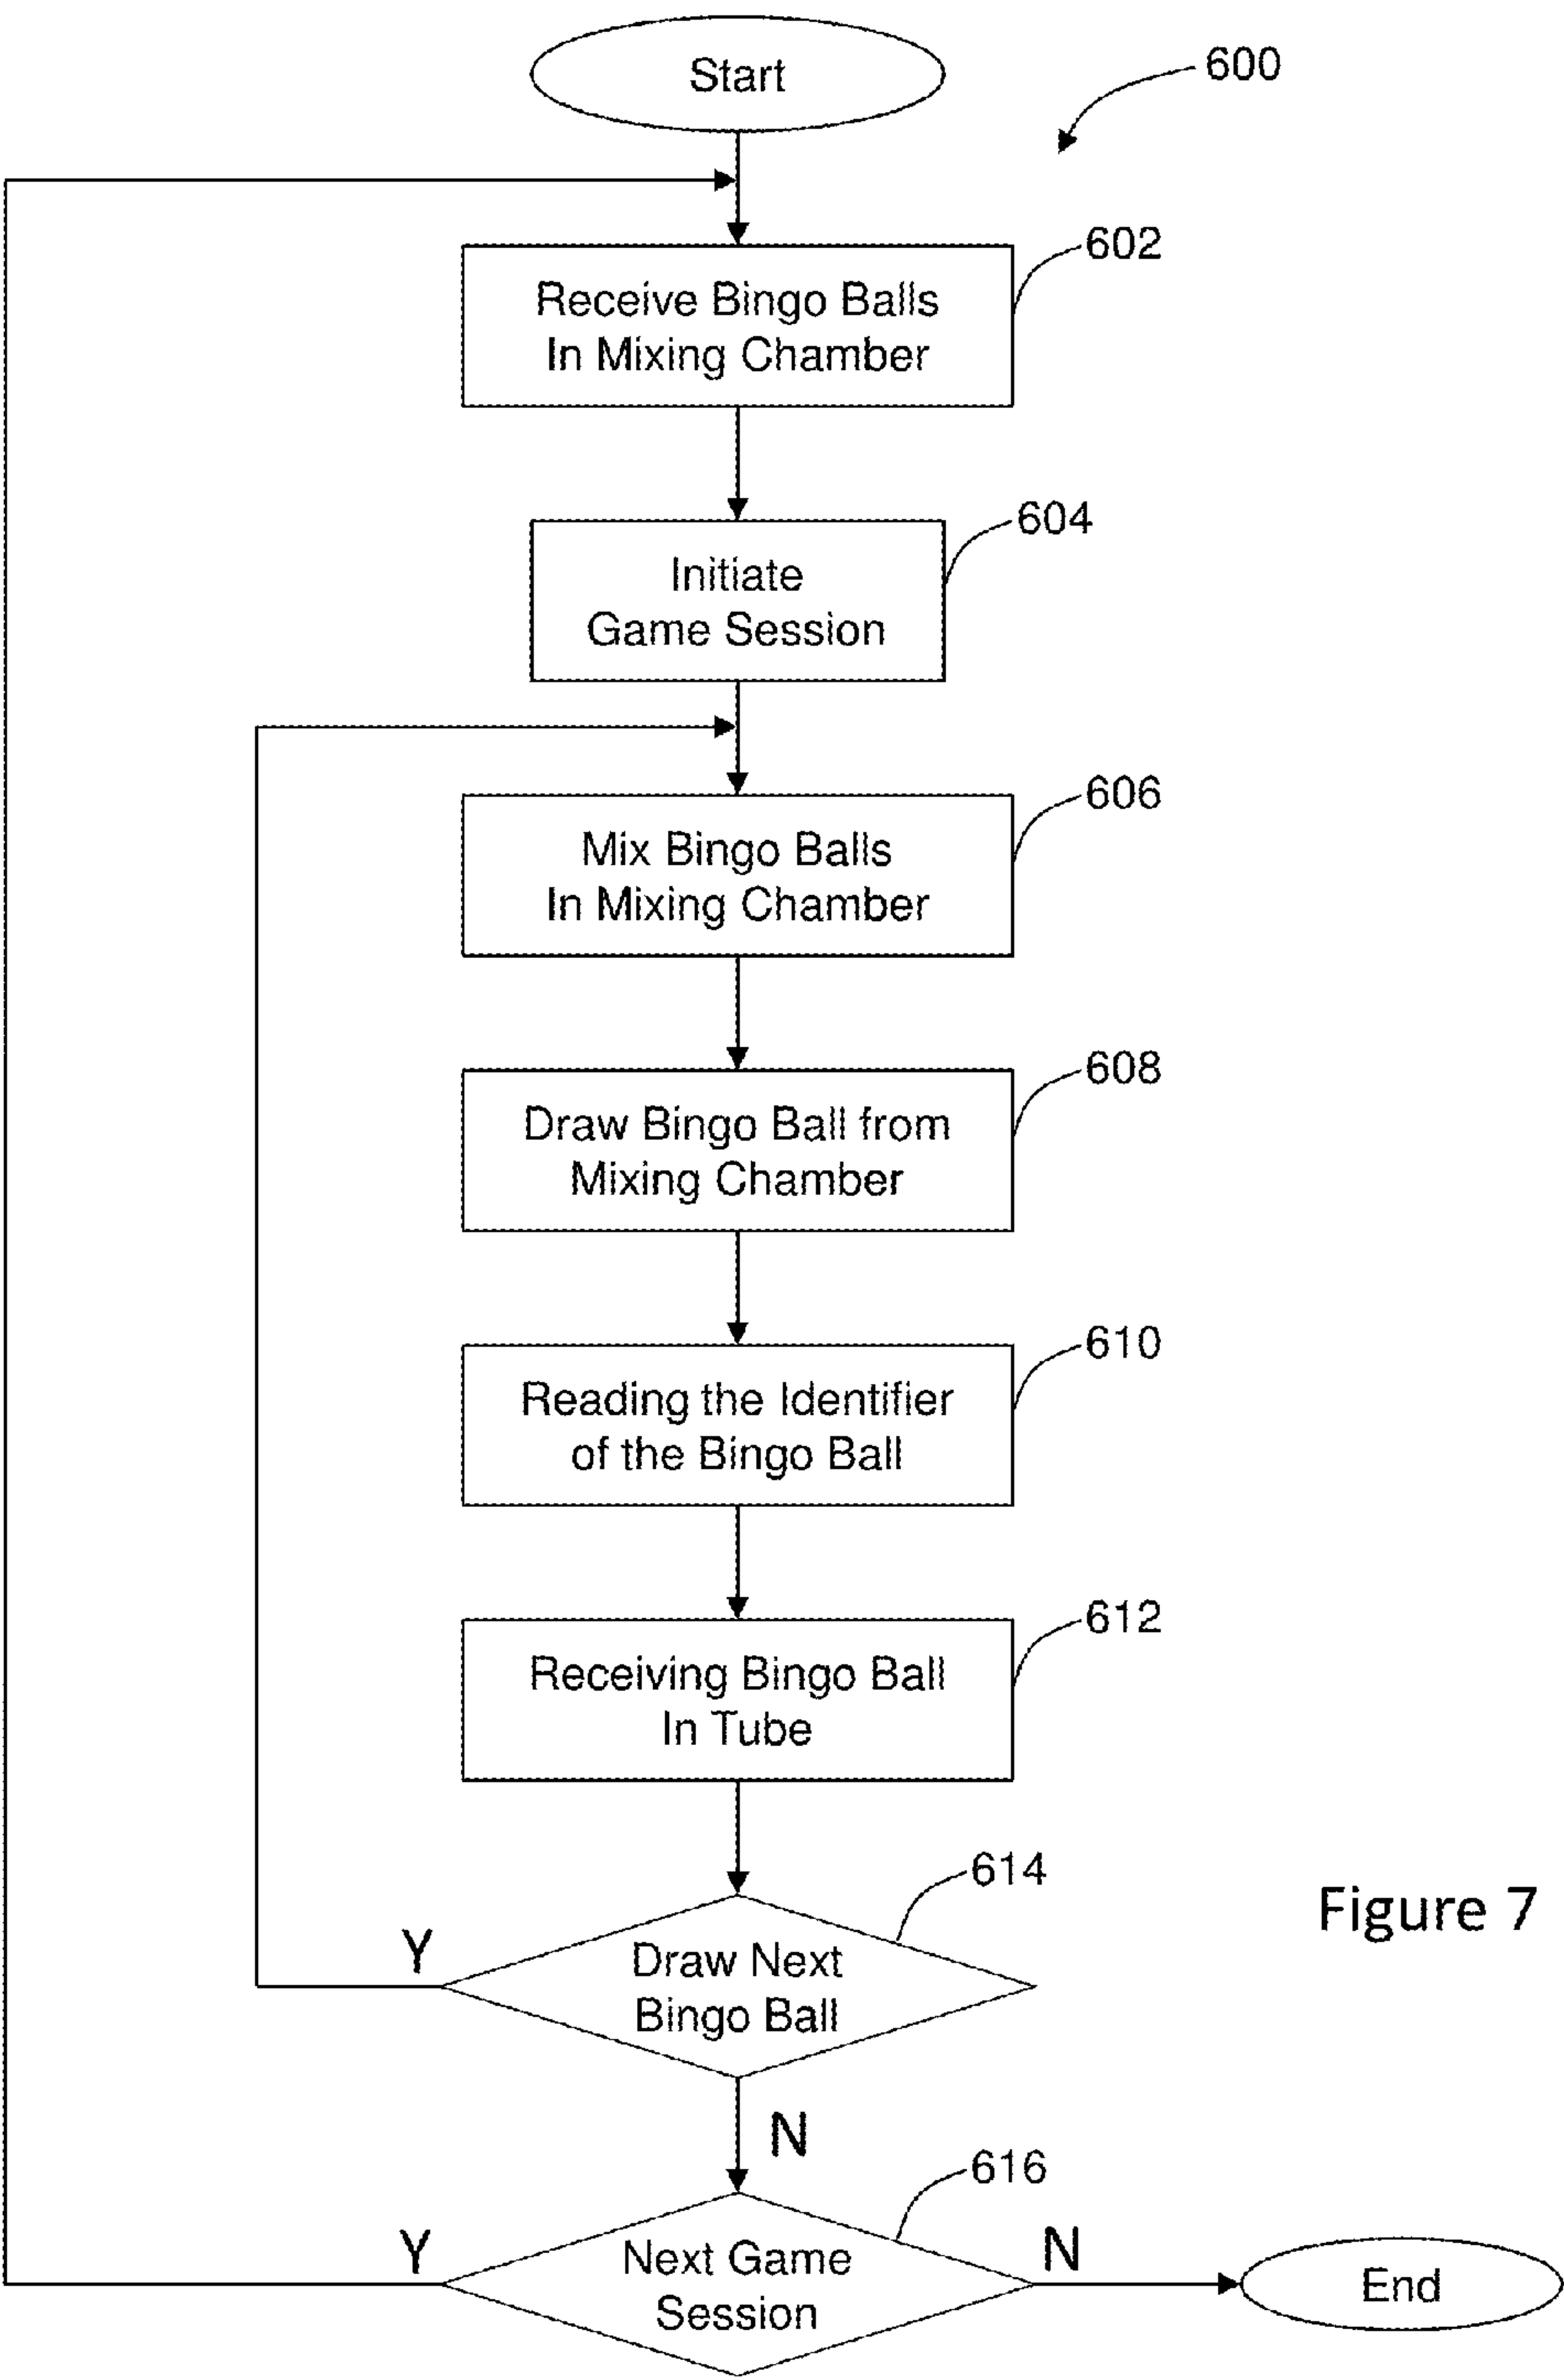 Start
600
602
Receive Bingo Balls
In Mixing Chamber
604
Initiate
Game Session
606
Mix Bingo Balls
In Mixing Chamber
608
Draw Bingo Ball from
Mixing Chamber
610
Reading the Identifier
of the Bingo Ball
612
Receiving Bingo Ball
In Tube
614
Figure 7
Y
Draw Next
Bingo Ball
N
616
Y
Next Game
Session
N
End